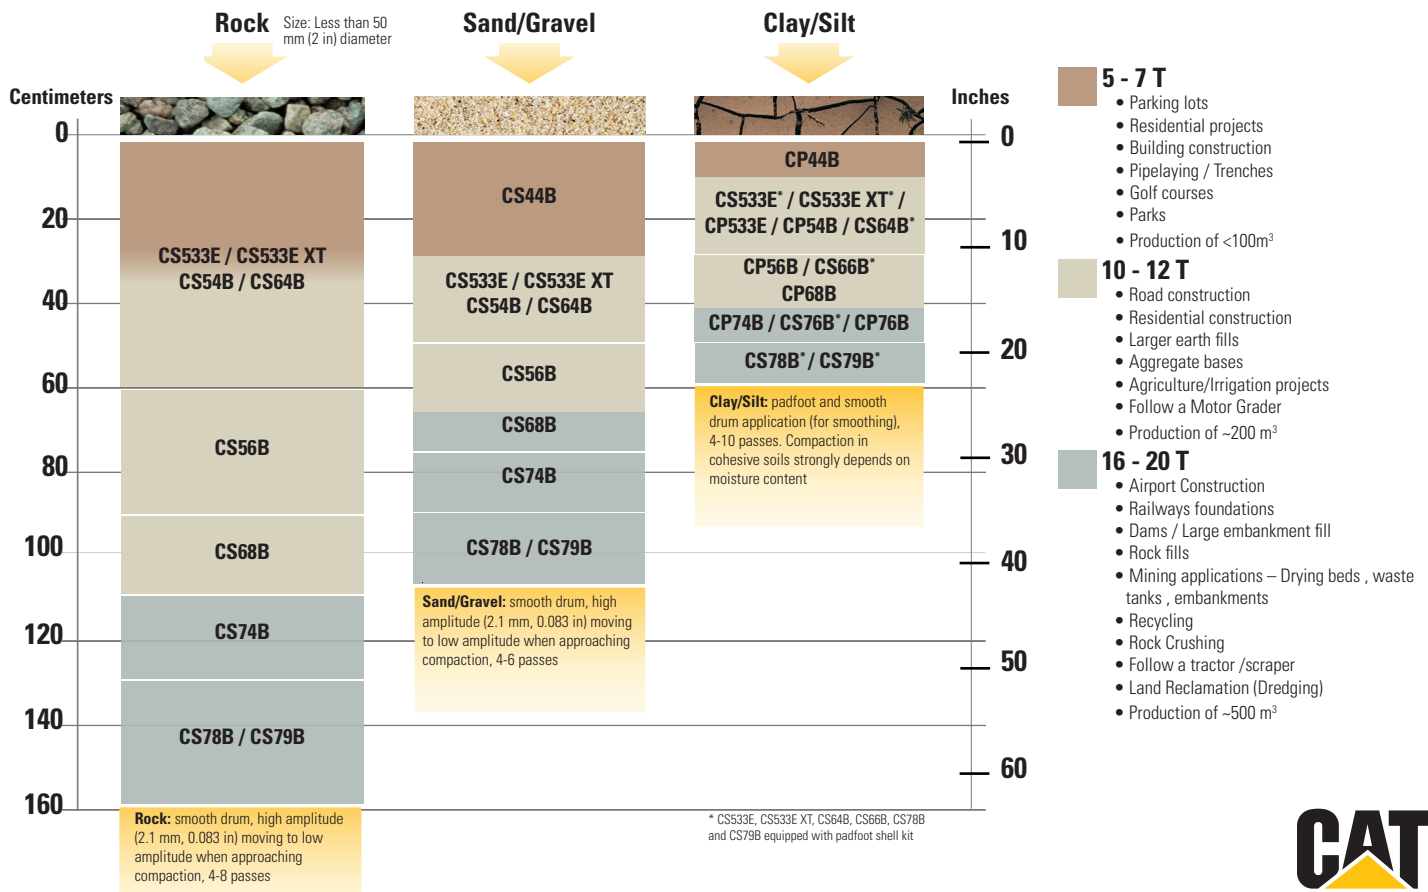 Rock
Size: Less than 50
mm (2 in) diameter
Sand/Gravel
Clay/Silt
Centimeters
0
20
40
60
80
100
120
140
160
CS533E / CS533E XT
CS54B / CS64B
CS56B
CS68B
CS74B
CS78B / CS79B
Rock: smooth drum, high amplitude
(2.1 mm, 0.083 in) moving to low
amplitude when approaching
compaction, 4-8 passes
CS44B
CS533E / CS533E XT
CS54B / CS64B
CS56B
CS68B
CS74B
CS78B / CS79B
Sand/Gravel: smooth drum, high
amplitude (2.1 mm, 0.083 in) moving
to low amplitude when approaching
compaction, 4-6 passes
CP44B
CS533E* / CS533E XT* /
CP533E / CP54B / CS64B*
CP56B / CS66B*
CP68B
CP74B / CS76B* / CP76B
CS78B* / CS79B*
Clay/Silt: padfoot and smooth
drum application (for smoothing),
4-10 passes. Compaction in
cohesive soils strongly depends on
moisture content
* CS533E, CS533E XT, CS64B, CS66B, CS78B
and CS79B equipped with padfoot shell kit
Inches
0
10
20
30
40
50
60
5 - 7 T
• Parking lots
• Residential projects
• Building construction
• Pipelaying / Trenches
• Golf courses
• Parks
• Production of <100m³
10 - 12 T
• Road construction
• Residential construction
• Larger earth fills
• Aggregate bases
• Agriculture/Irrigation projects
• Follow a Motor Grader
• Production of ~200 m³
16 - 20 T
• Airport Construction
• Railways foundations
• Dams / Large embankment fill
• Rock fills
• Mining applications – Drying beds , waste
tanks , embankments
• Recycling
• Rock Crushing
• Follow a tractor /scraper
• Land Reclamation (Dredging)
• Production of ~500 m³
CAT